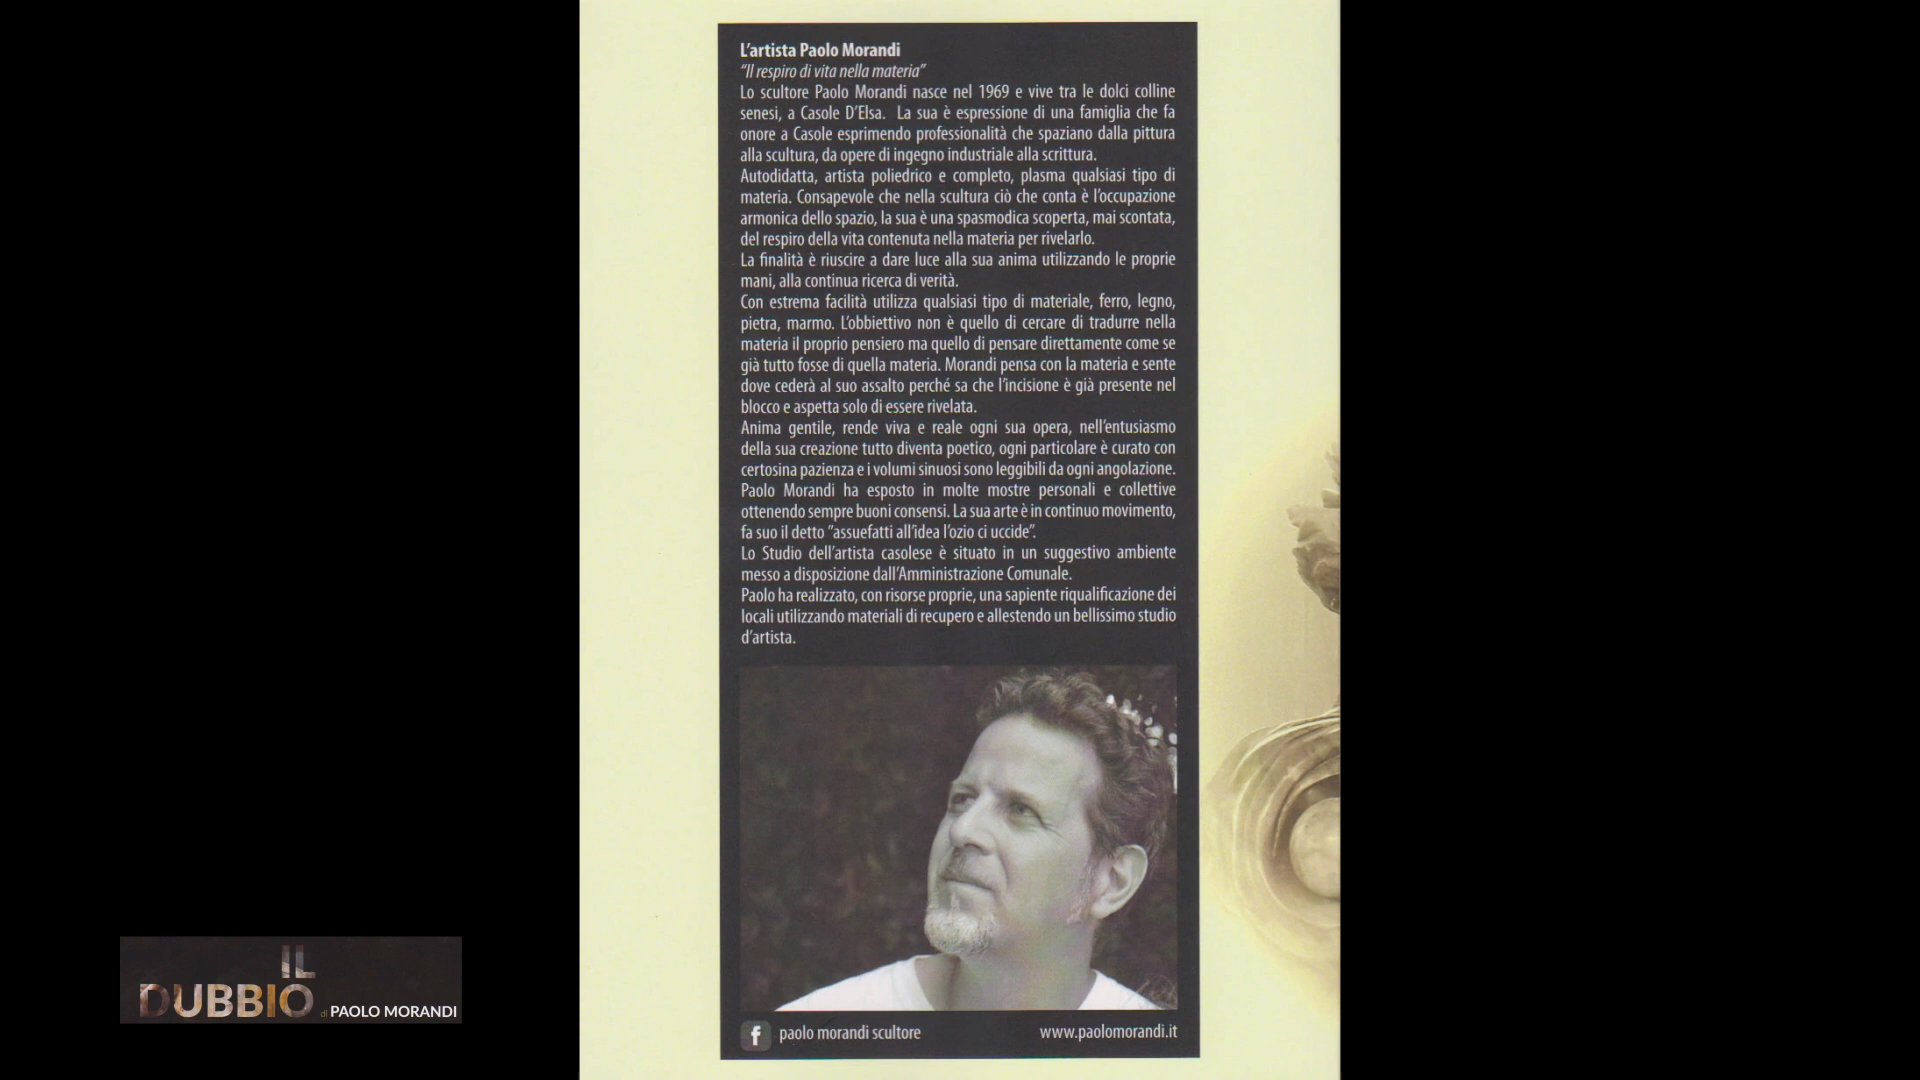 L'artista Paolo Morandi
“Il respiro di vita nella materia”
Lo scultore Paolo Morandi nasce nel 1969 e vive tra le dolci colline
senesi, a Casole D'Elsa. La sua è espressione di una famiglia che fa
onore a Casole esprimendo professionalità che spaziano dalla pittura
alla scultura, da opere di ingegno industriale alla scrittura.
Autodidatta, artista poliedrico e completo, plasma qualsiasi tipo di
materia. Consapevole che nella scultura ciò che conta è l'occupazione
armonica dello spazio, la sua è una spasmodica scoperta, mai scontata,
del respiro della vita contenuta nella materia per rivelarlo.
La finalità è riuscire a dare luce alla sua anima utilizzando le proprie
mani, alla continua ricerca di verità.
Con estrema facilità utilizza qualsiasi tipo di materiale, ferro, legno,
pietra, marmo. L'obbiettivo non è quello di cercare di tradurre nella
materia il proprio pensiero ma quello di pensare direttamente come se
già tutto fosse di quella materia. Morandi pensa con la materia e sente
dove cederà al suo assalto perché sa che l'incisione è già presente nel
blocco e aspetta solo di essere rivelata.
Anima gentile, rende viva e reale ogni sua opera, nell'entusiasmo
della sua creazione tutto diventa poetico, ogni particolare è curato con
certosina pazienza e i volumi sinuosi sono leggibili da ogni angolazione.
Paolo Morandi ha esposto in molte mostre personali e collettive
ottenendo sempre buoni consensi. La sua arte è in continuo movimento,
fa suo il detto “assuefatti all'idea l'ozio ci uccide”.
Lo Studio dell'artista casolese è situato in un suggestivo ambiente
messo a disposizione dall'Amministrazione Comunale.
Paolo ha realizzato, con risorse proprie, una sapiente riqualificazione dei
locali utilizzando materiali di recupero e allestendo un bellissimo studio
d'artista.
f paolo morandi scultore www.paolomorandi.it
IL
DUBBIO di PAOLO MORANDI